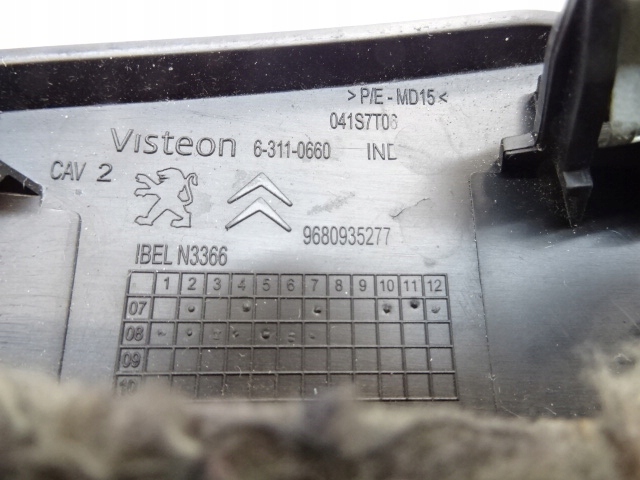 >P/E-MD15<
041S7T06
Visteon 6-311-0660
CAV 2
9680935277
IBEL N3366
1 2 3 4 5 6 7 8 9 10 11 12
07
08
09